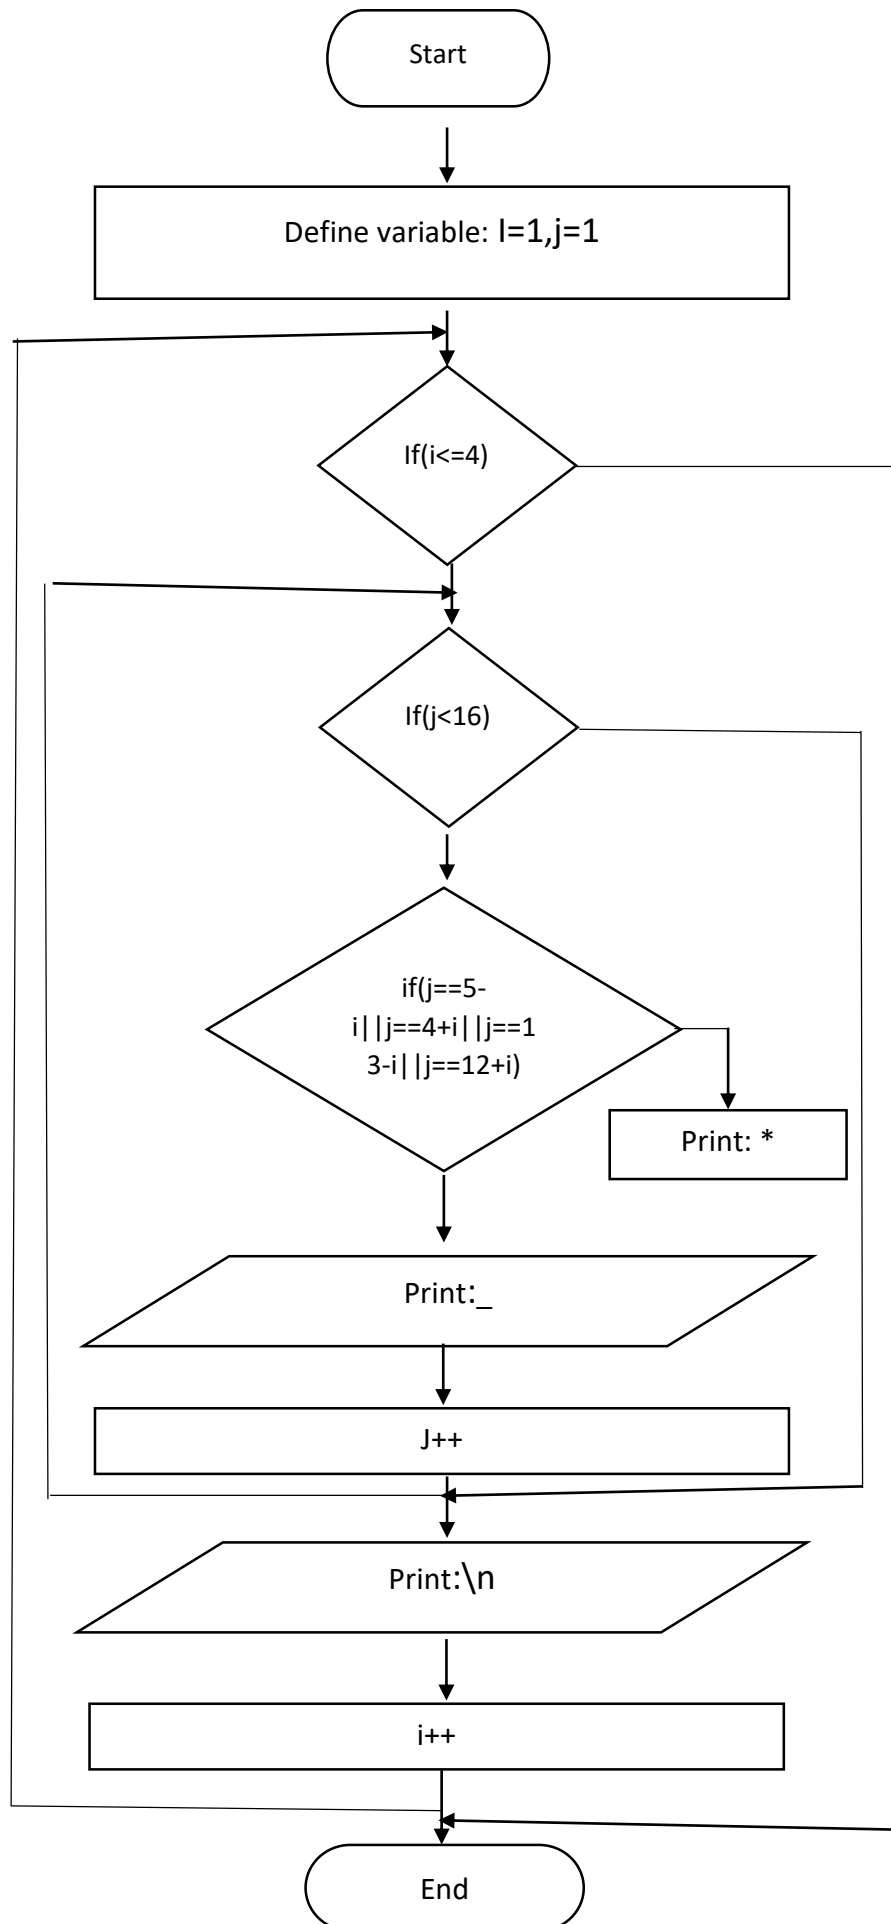 Start
Define variable: I=1,j=1
If(i<=4)
If(j<16)
if(j==5-
i||j==4+i||j==1
3-i||j==12+i)
Print: *
Print:_
J++
Print:\n
i++
End